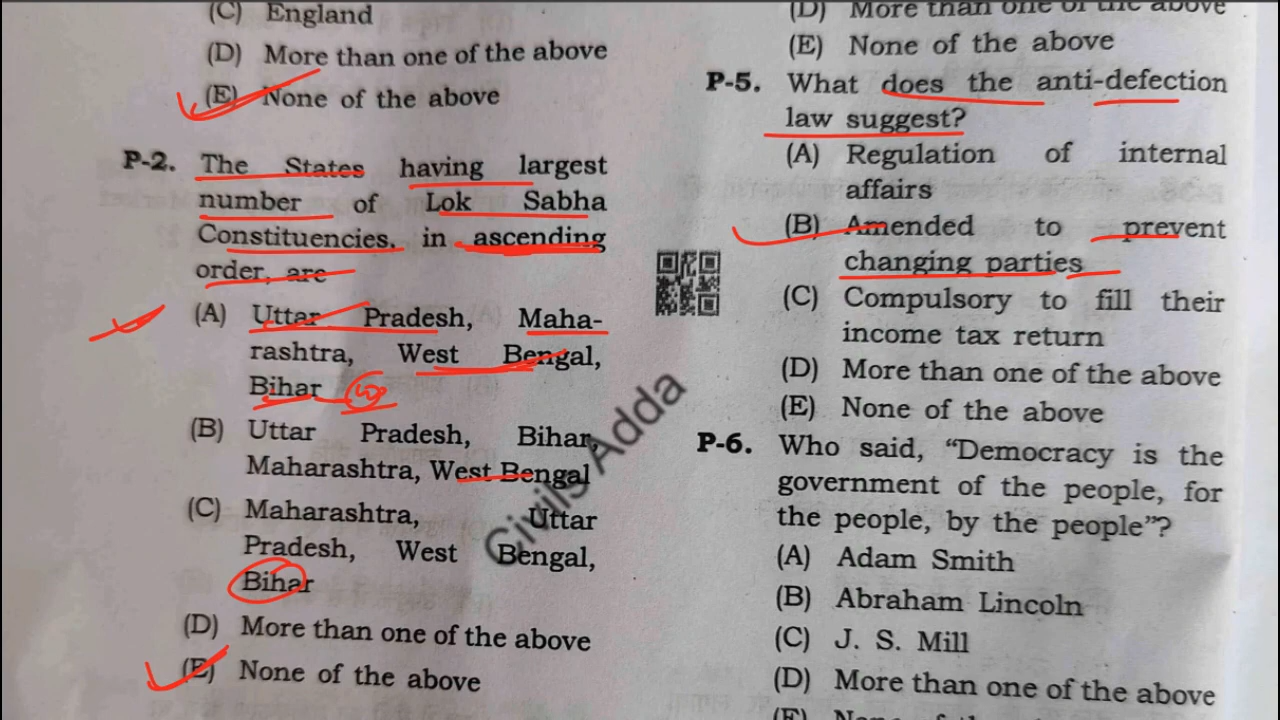 (C) England
(D) More than one of the above
(E) None of the above
P-2. The States having largest
number of Lok Sabha
Constituencies, in ascending
order, are
(A) Uttar Pradesh, Maha-
rashtra, West Bengal,
Bihar
(B) Uttar Pradesh, Bihar,
Maharashtra, West Bengal
(C) Maharashtra, Uttar
Pradesh, West Bengal,
Bihar
(D) More than one of the above
(E) None of the above
(D) More than one of the above
(E) None of the above
P-5. What does the anti-defection
law suggest?
(A) Regulation of internal
affairs
(B) Amended to prevent
changing parties
(C) Compulsory to fill their
income tax return
(D) More than one of the above
(E) None of the above
P-6. Who said, “Democracy is the
government of the people, for
the people, by the people”?
(A) Adam Smith
(B) Abraham Lincoln
(C) J. S. Mill
(D) More than one of the above
(E) None of the above
Civils Adda